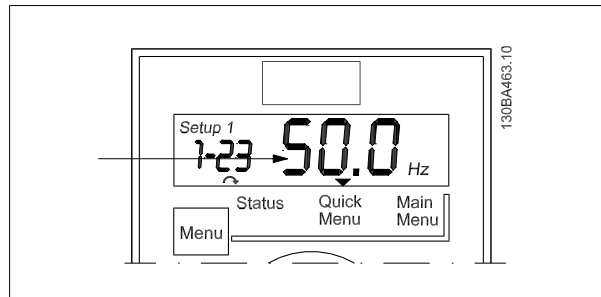 130BA463.10
Setup 1
1-23 50.0 Hz
Status Quick Menu Main Menu
Menu